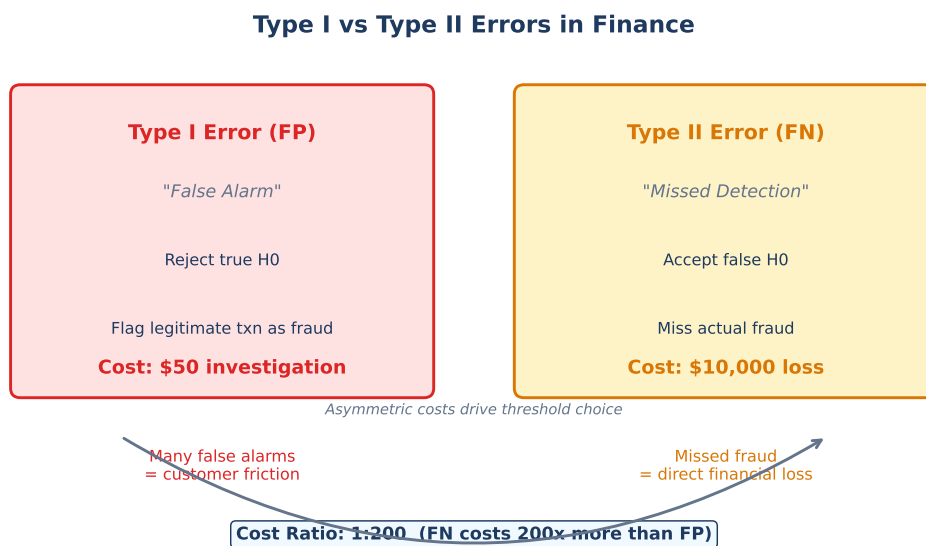 Type I vs Type II Errors in Finance
Type I Error (FP)
"False Alarm"
Reject true H0
Flag legitimate txn as fraud
Cost: $50 investigation
Type II Error (FN)
"Missed Detection"
Accept false H0
Miss actual fraud
Cost: $10,000 loss
Asymmetric costs drive threshold choice
Many false alarms
= customer friction
Missed fraud
= direct financial loss
Cost Ratio: 1:200  (FN costs 200x more than FP)